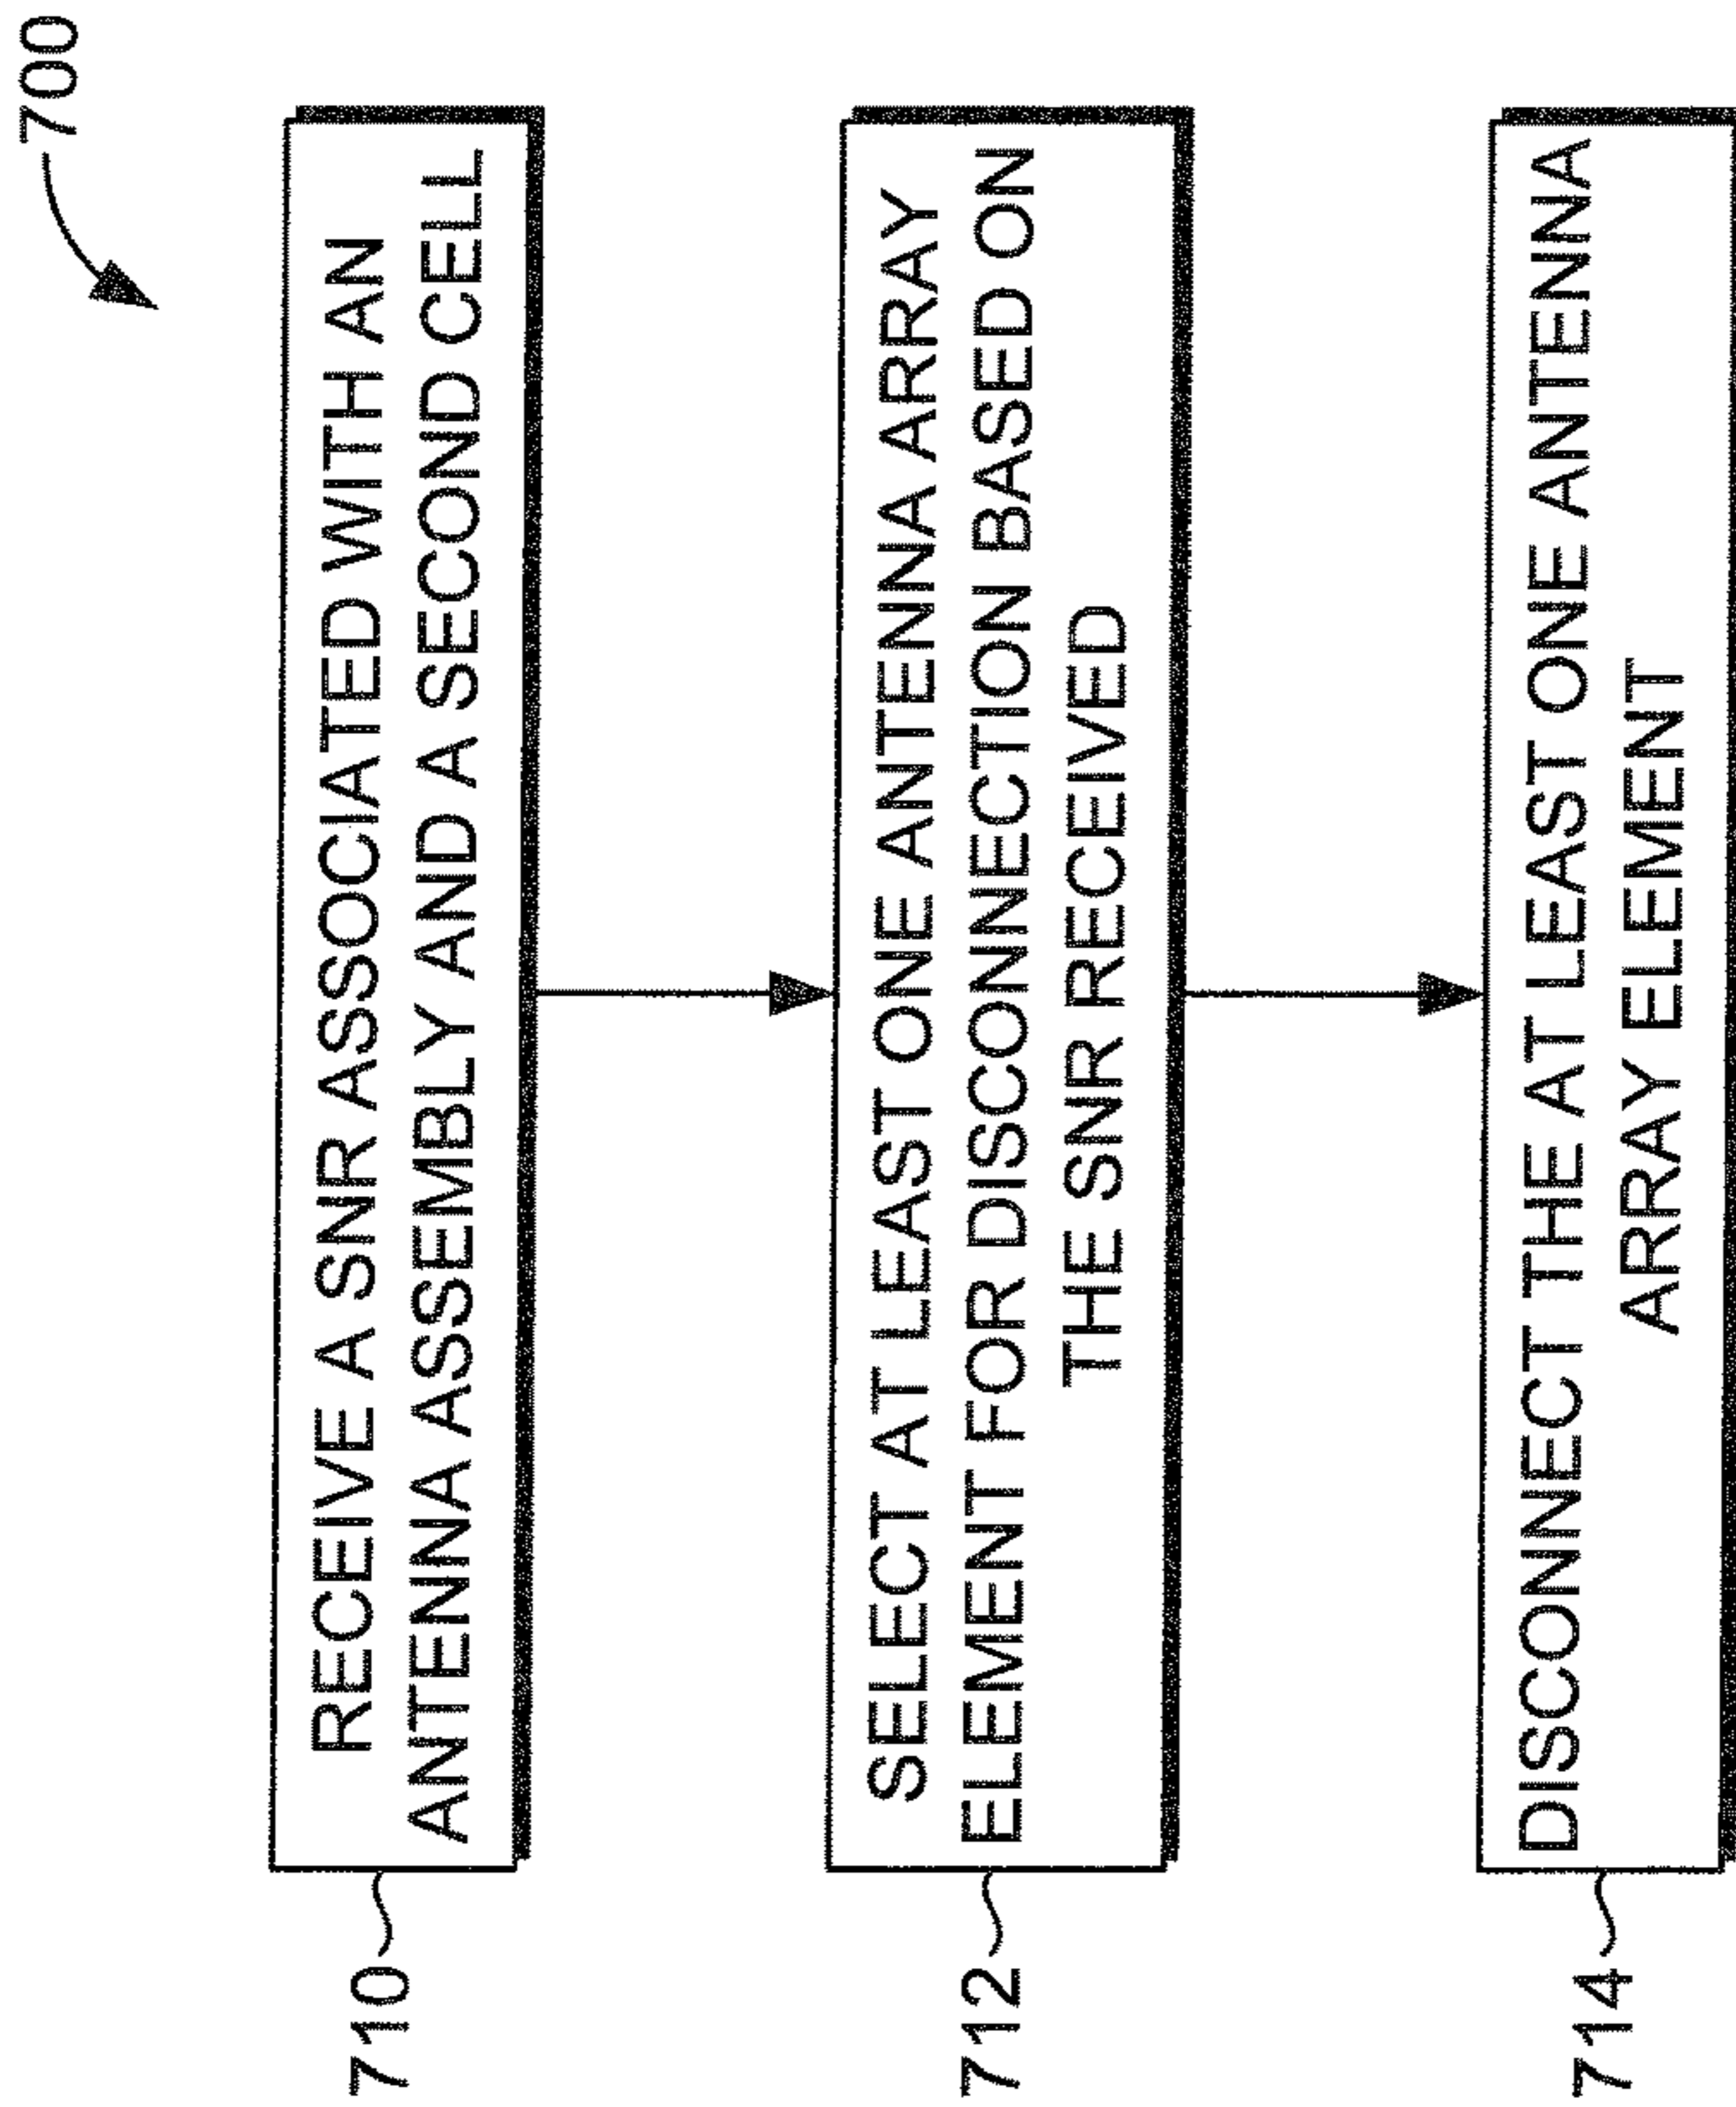 700
710
RECEIVE A SNR ASSOCIATED WITH AN
ANTENNA ASSEMBLY AND A SECOND CELL
712
SELECT AT LEAST ONE ANTENNA ARRAY
ELEMENT FOR DISCONNECTION BASED ON
THE SNR RECEIVED
714
DISCONNECT THE AT LEAST ONE ANTENNA
ARRAY ELEMENT